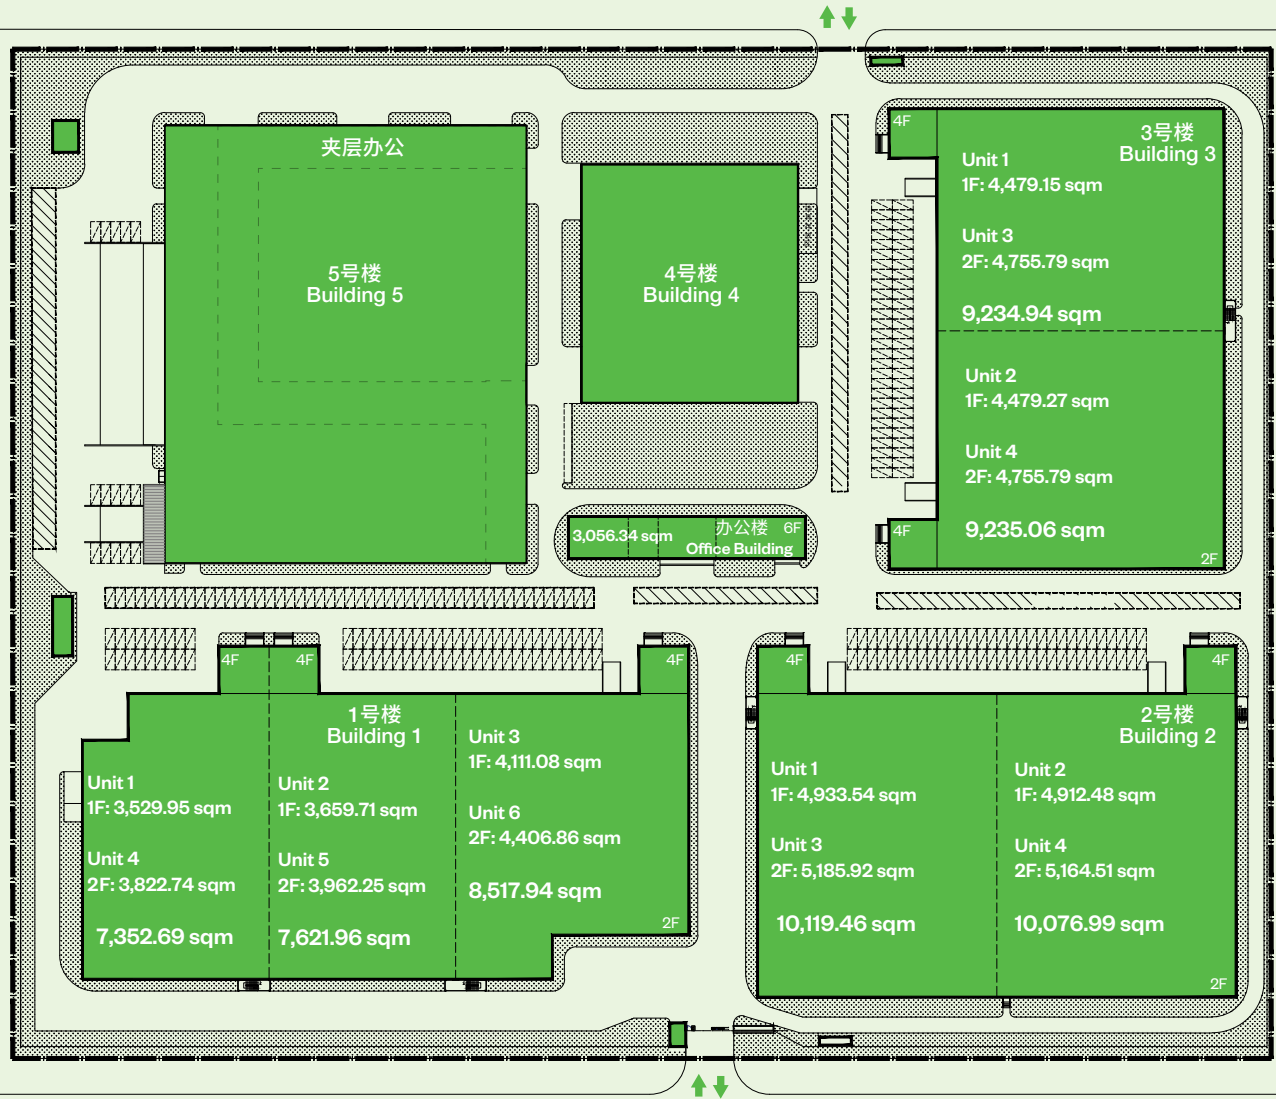 夹层办公
5号楼
Building 5
4号楼
Building 4
4F
3号楼
Building 3
Unit 1
1F: 4,479.15 sqm
Unit 3
2F: 4,755.79 sqm
9,234.94 sqm
Unit 2
1F: 4,479.27 sqm
Unit 4
2F: 4,755.79 sqm
9,235.06 sqm
4F
2F
3,056.34 sqm
办公楼
6F
Office Building
4F
4F
4F
1号楼
Building 1
Unit 1
1F: 3,529.95 sqm
Unit 4
2F: 3,822.74 sqm
7,352.69 sqm
Unit 2
1F: 3,659.71 sqm
Unit 5
2F: 3,962.25 sqm
7,621.96 sqm
Unit 3
1F: 4,111.08 sqm
Unit 6
2F: 4,406.86 sqm
8,517.94 sqm
2F
4F
4F
2号楼
Building 2
Unit 1
1F: 4,933.54 sqm
Unit 3
2F: 5,185.92 sqm
10,119.46 sqm
Unit 2
1F: 4,912.48 sqm
Unit 4
2F: 5,164.51 sqm
10,076.99 sqm
2F